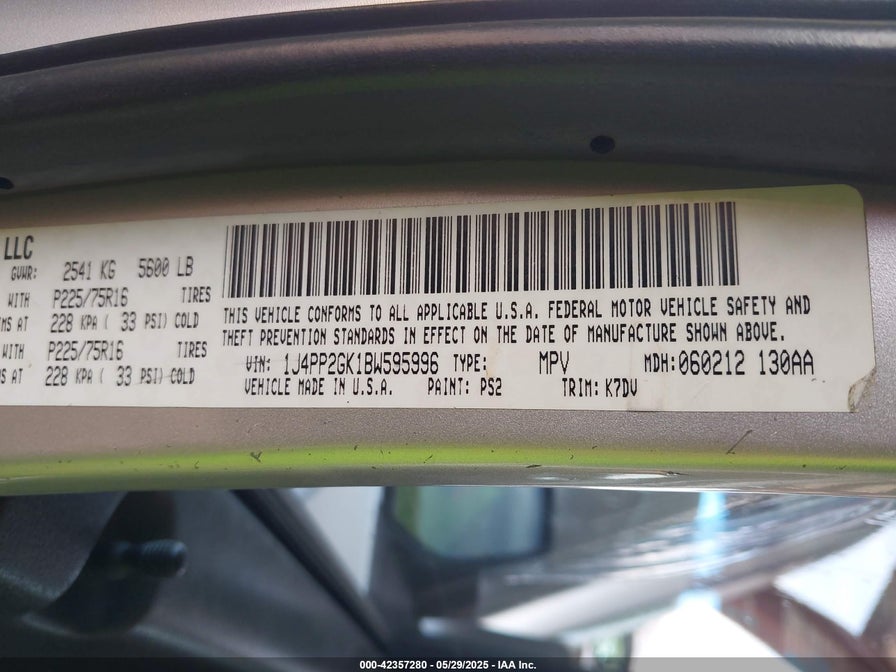 LLC
GVWR: 2541 KG 5600 LB
WITH P225/75R16 TIRES
MS AT 228 KPA ( 33 PSI) COLD
WITH P225/75R16 TIRES
MS AT 228 KPA ( 33 PSI) COLD
THIS VEHICLE CONFORMS TO ALL APPLICABLE U.S.A. FEDERAL MOTOR VEHICLE SAFETY AND
THEFT PREVENTION STANDARDS IN EFFECT ON THE DATE OF MANUFACTURE SHOWN ABOVE.
VIN: 1J4PP2GK1BW595996 TYPE: MPV MDH:060212 130AA
VEHICLE MADE IN U.S.A. PAINT: PS2 TRIM: K7DV
000-42357280 - 05/29/2025 - IAA Inc.